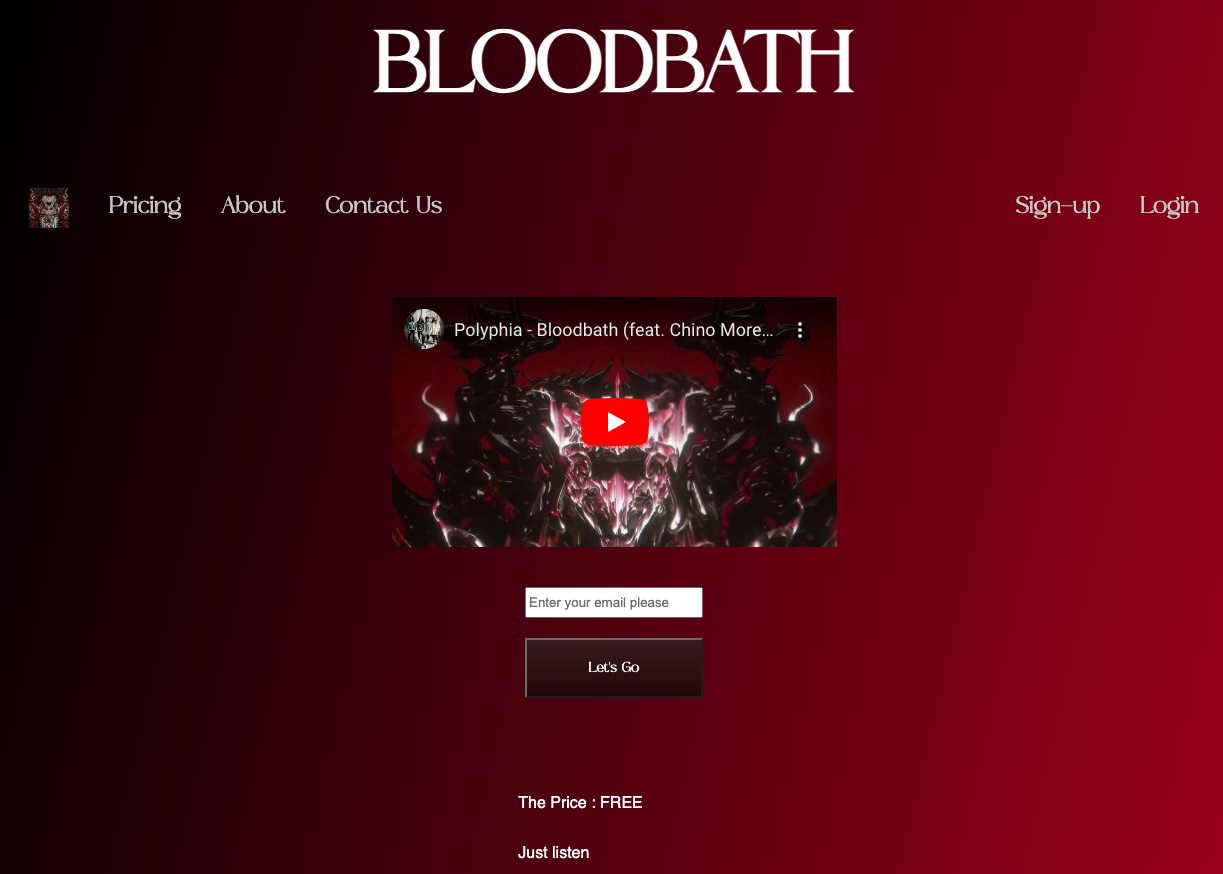 BLOODBATH
Pricing About Contact Us Sign-up Login
Polyphia - Bloodbath (feat. Chino More...
Enter your email please
Let's Go
The Price : FREE
Just listen